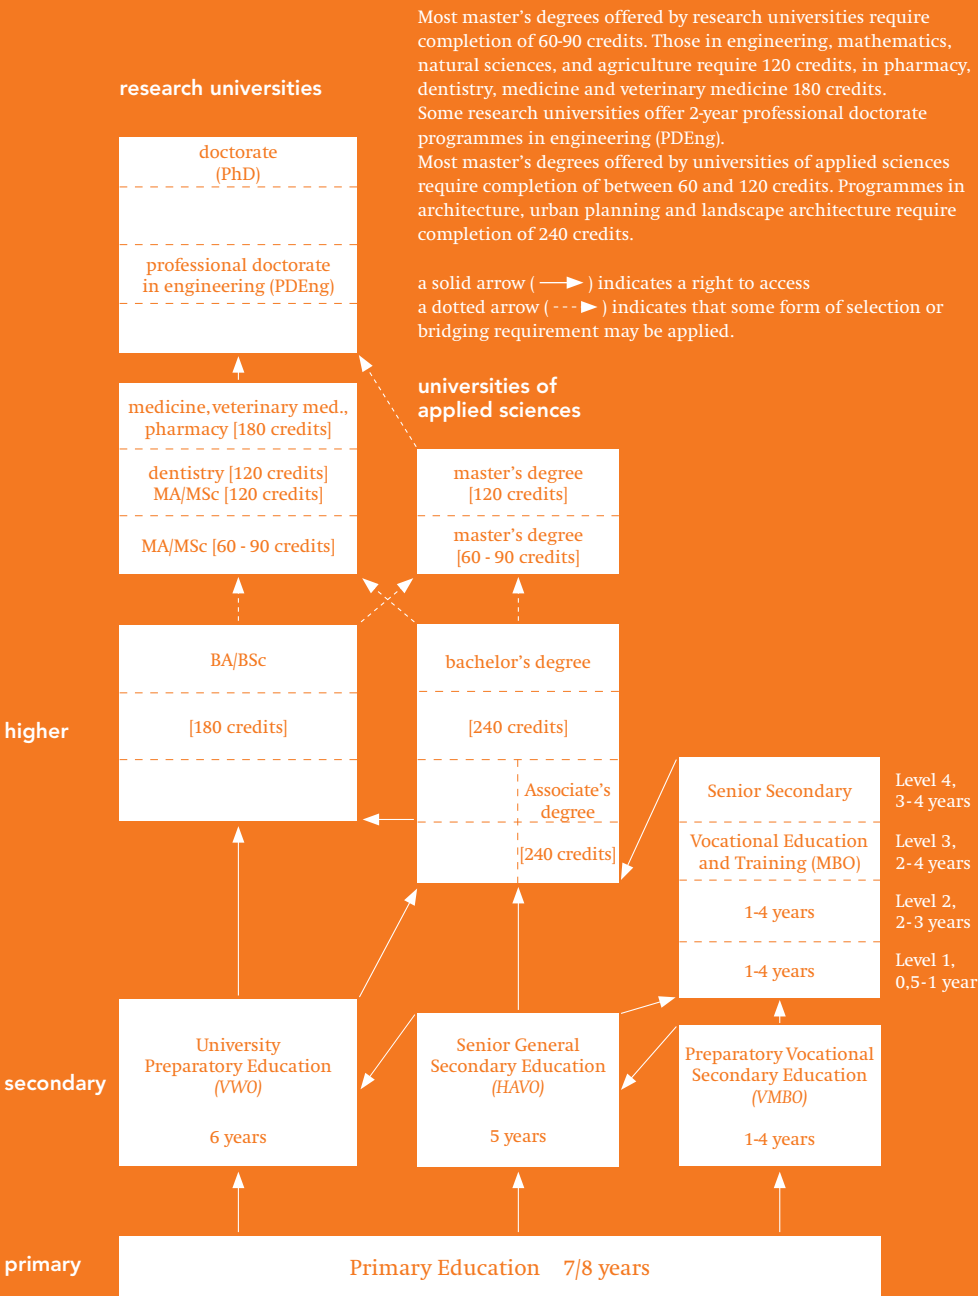 Most master's degrees offered by research universities require
completion of 60-90 credits. Those in engineering, mathematics,
natural sciences, and agriculture require 120 credits, in pharmacy,
dentistry, medicine and veterinary medicine 180 credits.
Some research universities offer 2-year professional doctorate
programmes in engineering (PDEng).
Most master's degrees offered by universities of applied sciences
require completion of between 60 and 120 credits. Programmes in
architecture, urban planning and landscape architecture require
completion of 240 credits.
a solid arrow ( ) indicates a right to access
a dotted arrow ( ) indicates that some form of selection or
bridging requirement may be applied.
research universities
doctorate
(PhD)
professional doctorate
in engineering (PDEng)
medicine, veterinary med.,
pharmacy [180 credits]
dentistry [120 credits]
MA/MSc [120 credits]
MA/MSc [60 - 90 credits]
universities of
applied sciences
master's degree
[120 credits]
master's degree
[60 - 90 credits]
higher
BA/BSc
[180 credits]
bachelor's degree
[240 credits]
Associate's
degree
[240 credits]
Senior Secondary
Vocational Education
and Training (MBO)
1-4 years
1-4 years
Level 4,
3-4 years
Level 3,
2-4 years
Level 2,
2-3 years
Level 1,
0,5-1 year
secondary
University
Preparatory Education
(VWO)
6 years
Senior General
Secondary Education
(HAVO)
5 years
Preparatory Vocational
Secondary Education
(VMBO)
1-4 years
primary
Primary Education 7/8 years